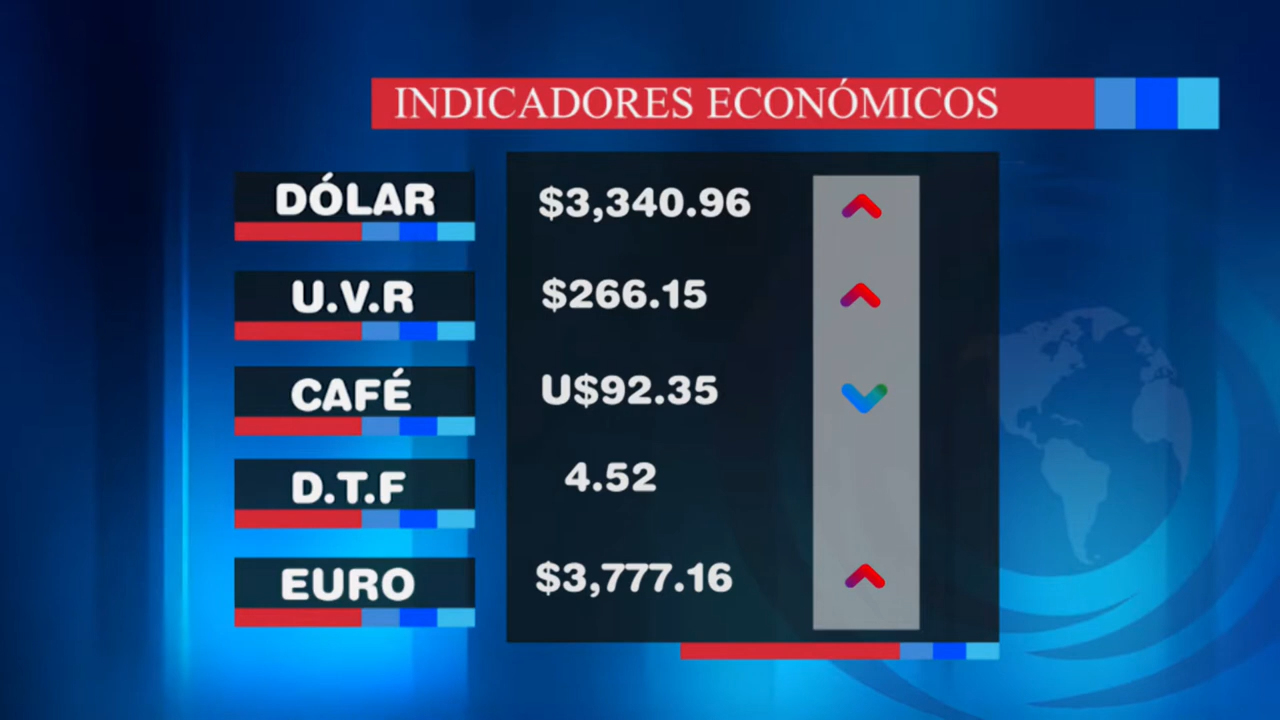 INDICADORES ECONÓMICOS
DÓLAR $3,340.96
U.V.R $266.15
CAFÉ U$92.35
D.T.F 4.52
EURO $3,777.16